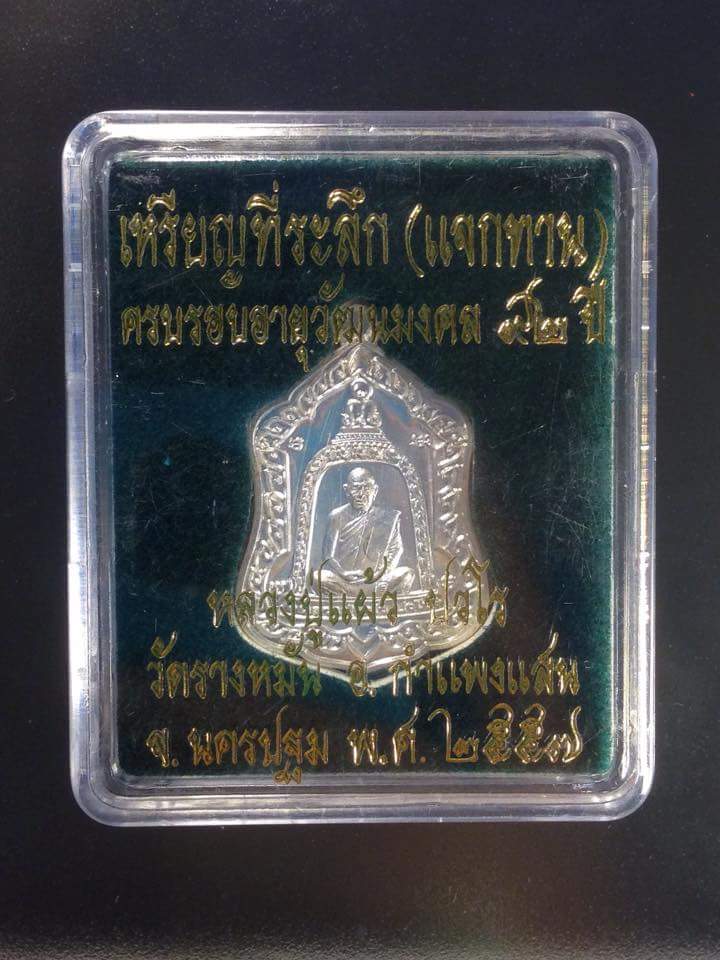 เหรียญที่ระลึก (แจกทาน)
ครบรอบอายุวัฒนมงคล ๙๒ ปี
หลวงปู่แผ้ว ปวโร
วัดรางหมัน อ. กำแพงแสน
จ. นครปฐม พ.ศ. ๒๕๕๗